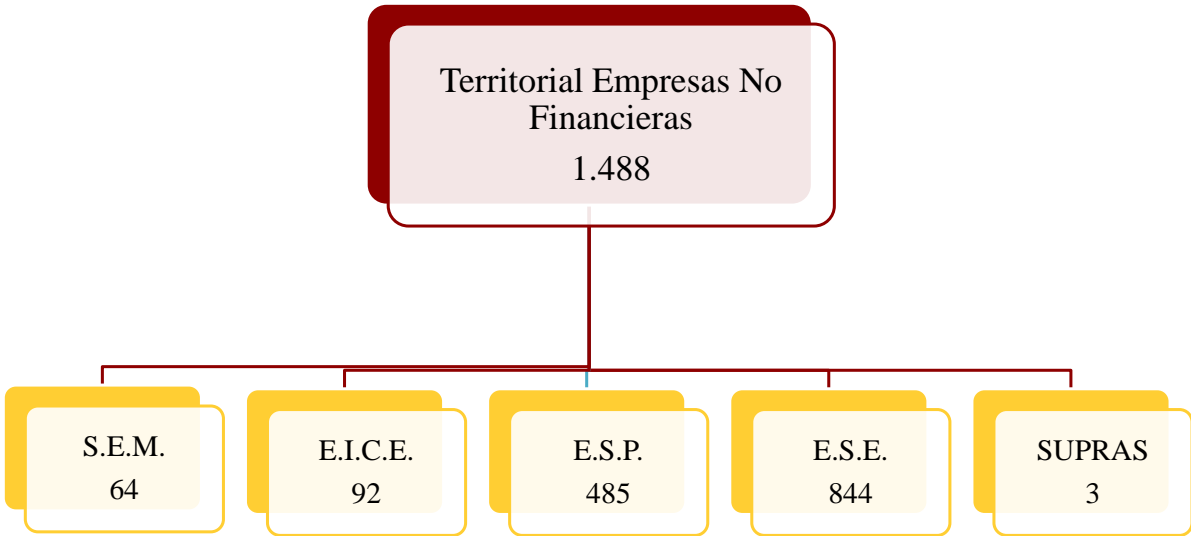 Territorial Empresas No
Financieras
1.488
S.E.M.
64
E.I.C.E.
92
E.S.P.
485
E.S.E.
844
SUPRAS
3